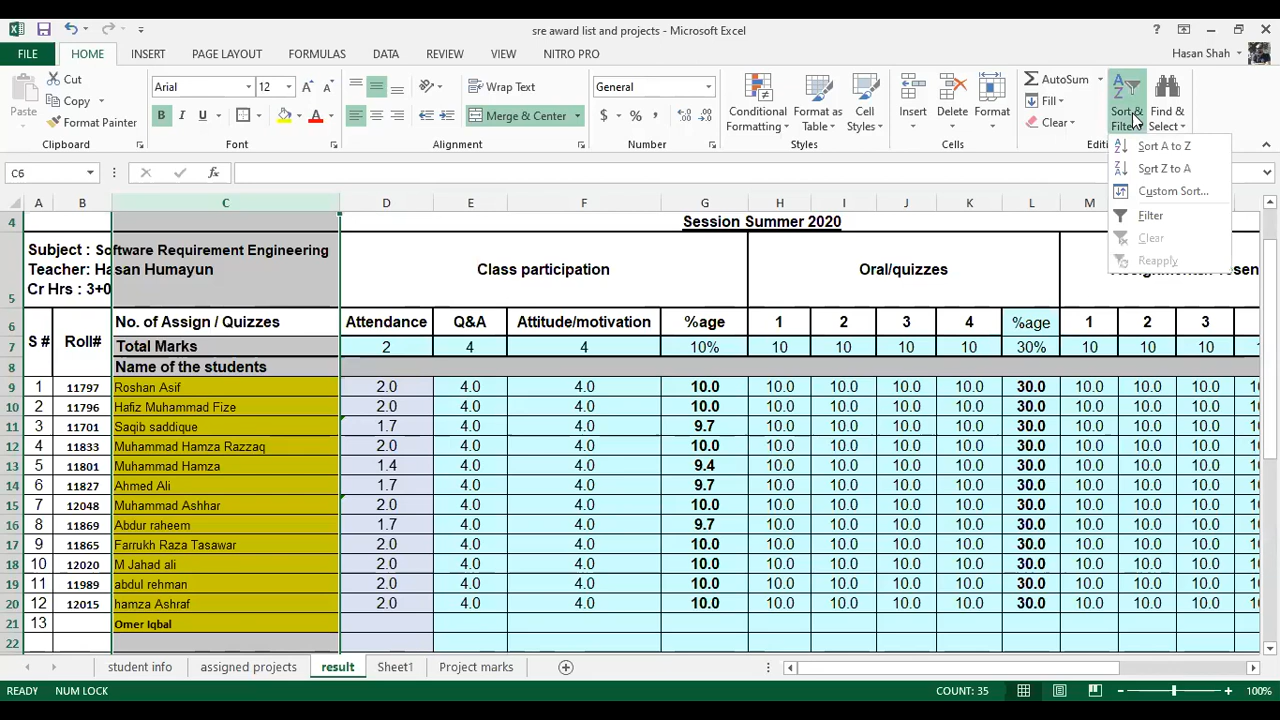 sre award list and projects - Microsoft Excel
FILE HOME INSERT PAGE LAYOUT FORMULAS DATA REVIEW VIEW NITRO PRO Hasan Shah
Paste Cut Copy Format Painter Clipboard
Arial 12 Font
Wrap Text Merge & Center Alignment
General Number
Conditional Formatting Format as Table Cell Styles Styles
Insert Delete Format Cells
AutoSum Fill Clear Sort & Filter Find & Select
Sort A to Z
Sort Z to A
Custom Sort...
Filter
Clear
Reapply
C6
A B C D E F G H I J K L M
4 Session Summer 2020
5 Subject : Software Requirement Engineering
Teacher: Hasan Humayun
Cr Hrs : 3+0
Class participation Oral/quizzes
6 S # Roll# No. of Assign / Quizzes Attendance Q&A Attitude/motivation %age 1 2 3 4 %age 1 2 3
7 Total Marks 2 4 4 10% 10 10 10 10 30% 10 10 10
8 Name of the students
9 1 11797 Roshan Asif 2.0 4.0 4.0 10.0 10.0 10.0 10.0 10.0 30.0 10.0 10.0 10.0
10 2 11796 Hafiz Muhammad Fize 2.0 4.0 4.0 10.0 10.0 10.0 10.0 10.0 30.0 10.0 10.0 10.0
11 3 11701 Saqib saddique 1.7 4.0 4.0 9.7 10.0 10.0 10.0 10.0 30.0 10.0 10.0 10.0
12 4 11833 Muhammad Hamza Razzaq 2.0 4.0 4.0 10.0 10.0 10.0 10.0 10.0 30.0 10.0 10.0 10.0
13 5 11801 Muhammad Hamza 1.4 4.0 4.0 9.4 10.0 10.0 10.0 10.0 30.0 10.0 10.0 10.0
14 6 11827 Ahmed Ali 1.7 4.0 4.0 9.7 10.0 10.0 10.0 10.0 30.0 10.0 10.0 10.0
15 7 12048 Muhammad Ashhar 2.0 4.0 4.0 10.0 10.0 10.0 10.0 10.0 30.0 10.0 10.0 10.0
16 8 11869 Abdur raheem 1.7 4.0 4.0 9.7 10.0 10.0 10.0 10.0 30.0 10.0 10.0 10.0
17 9 11865 Farrukh Raza Tasawar 2.0 4.0 4.0 10.0 10.0 10.0 10.0 10.0 30.0 10.0 10.0 10.0
18 10 12020 M Jahad ali 2.0 4.0 4.0 10.0 10.0 10.0 10.0 10.0 30.0 10.0 10.0 10.0
19 11 11989 abdul rehman 2.0 4.0 4.0 10.0 10.0 10.0 10.0 10.0 30.0 10.0 10.0 10.0
20 12 12015 hamza Ashraf 2.0 4.0 4.0 10.0 10.0 10.0 10.0 10.0 30.0 10.0 10.0 10.0
21 13 Omer Iqbal
22
student info assigned projects result Sheet1 Project marks
READY NUM LOCK COUNT: 35 100%